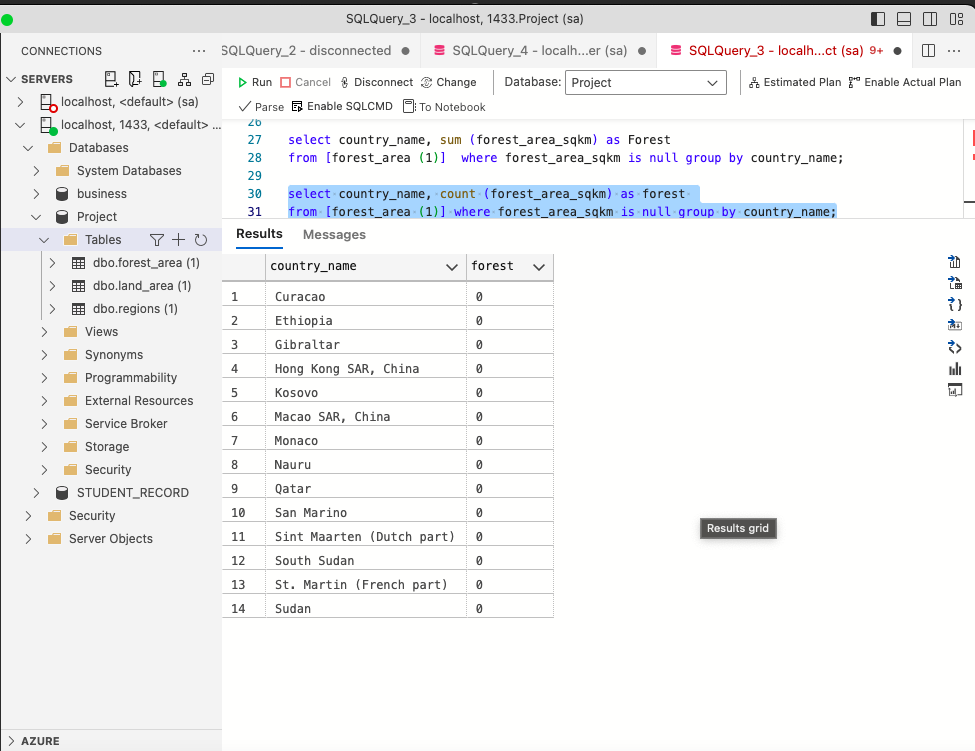 SQLQuery_3 - localhost, 1433.Project (sa)
CONNECTIONS
SQLQuery_2 - disconnected
SQLQuery_4 - localh...er (sa)
SQLQuery_3 - localh...ct (sa) 9+
SERVERS
Run Cancel Disconnect Change Database: Project Estimated Plan Enable Actual Plan
Parse Enable SQLCMD To Notebook
localhost, <default> (sa)
localhost, 1433, <default> ...
Databases
System Databases
business
Project
Tables
dbo.forest_area (1)
dbo.land_area (1)
dbo.regions (1)
Views
Synonyms
Programmability
External Resources
Service Broker
Storage
Security
STUDENT_RECORD
Security
Server Objects
AZURE
26
27 select country_name, sum (forest_area_sqkm) as Forest
28 from [forest_area (1)]  where forest_area_sqkm is null group by country_name;
29
30 select country_name, count (forest_area_sqkm) as forest
31 from [forest_area (1)] where forest_area_sqkm is null group by country_name;
Results Messages
country_name forest
1 Curacao 0
2 Ethiopia 0
3 Gibraltar 0
4 Hong Kong SAR, China 0
5 Kosovo 0
6 Macao SAR, China 0
7 Monaco 0
8 Nauru 0
9 Qatar 0
10 San Marino 0
11 Sint Maarten (Dutch part) 0
12 South Sudan 0
13 St. Martin (French part) 0
14 Sudan 0
Results grid